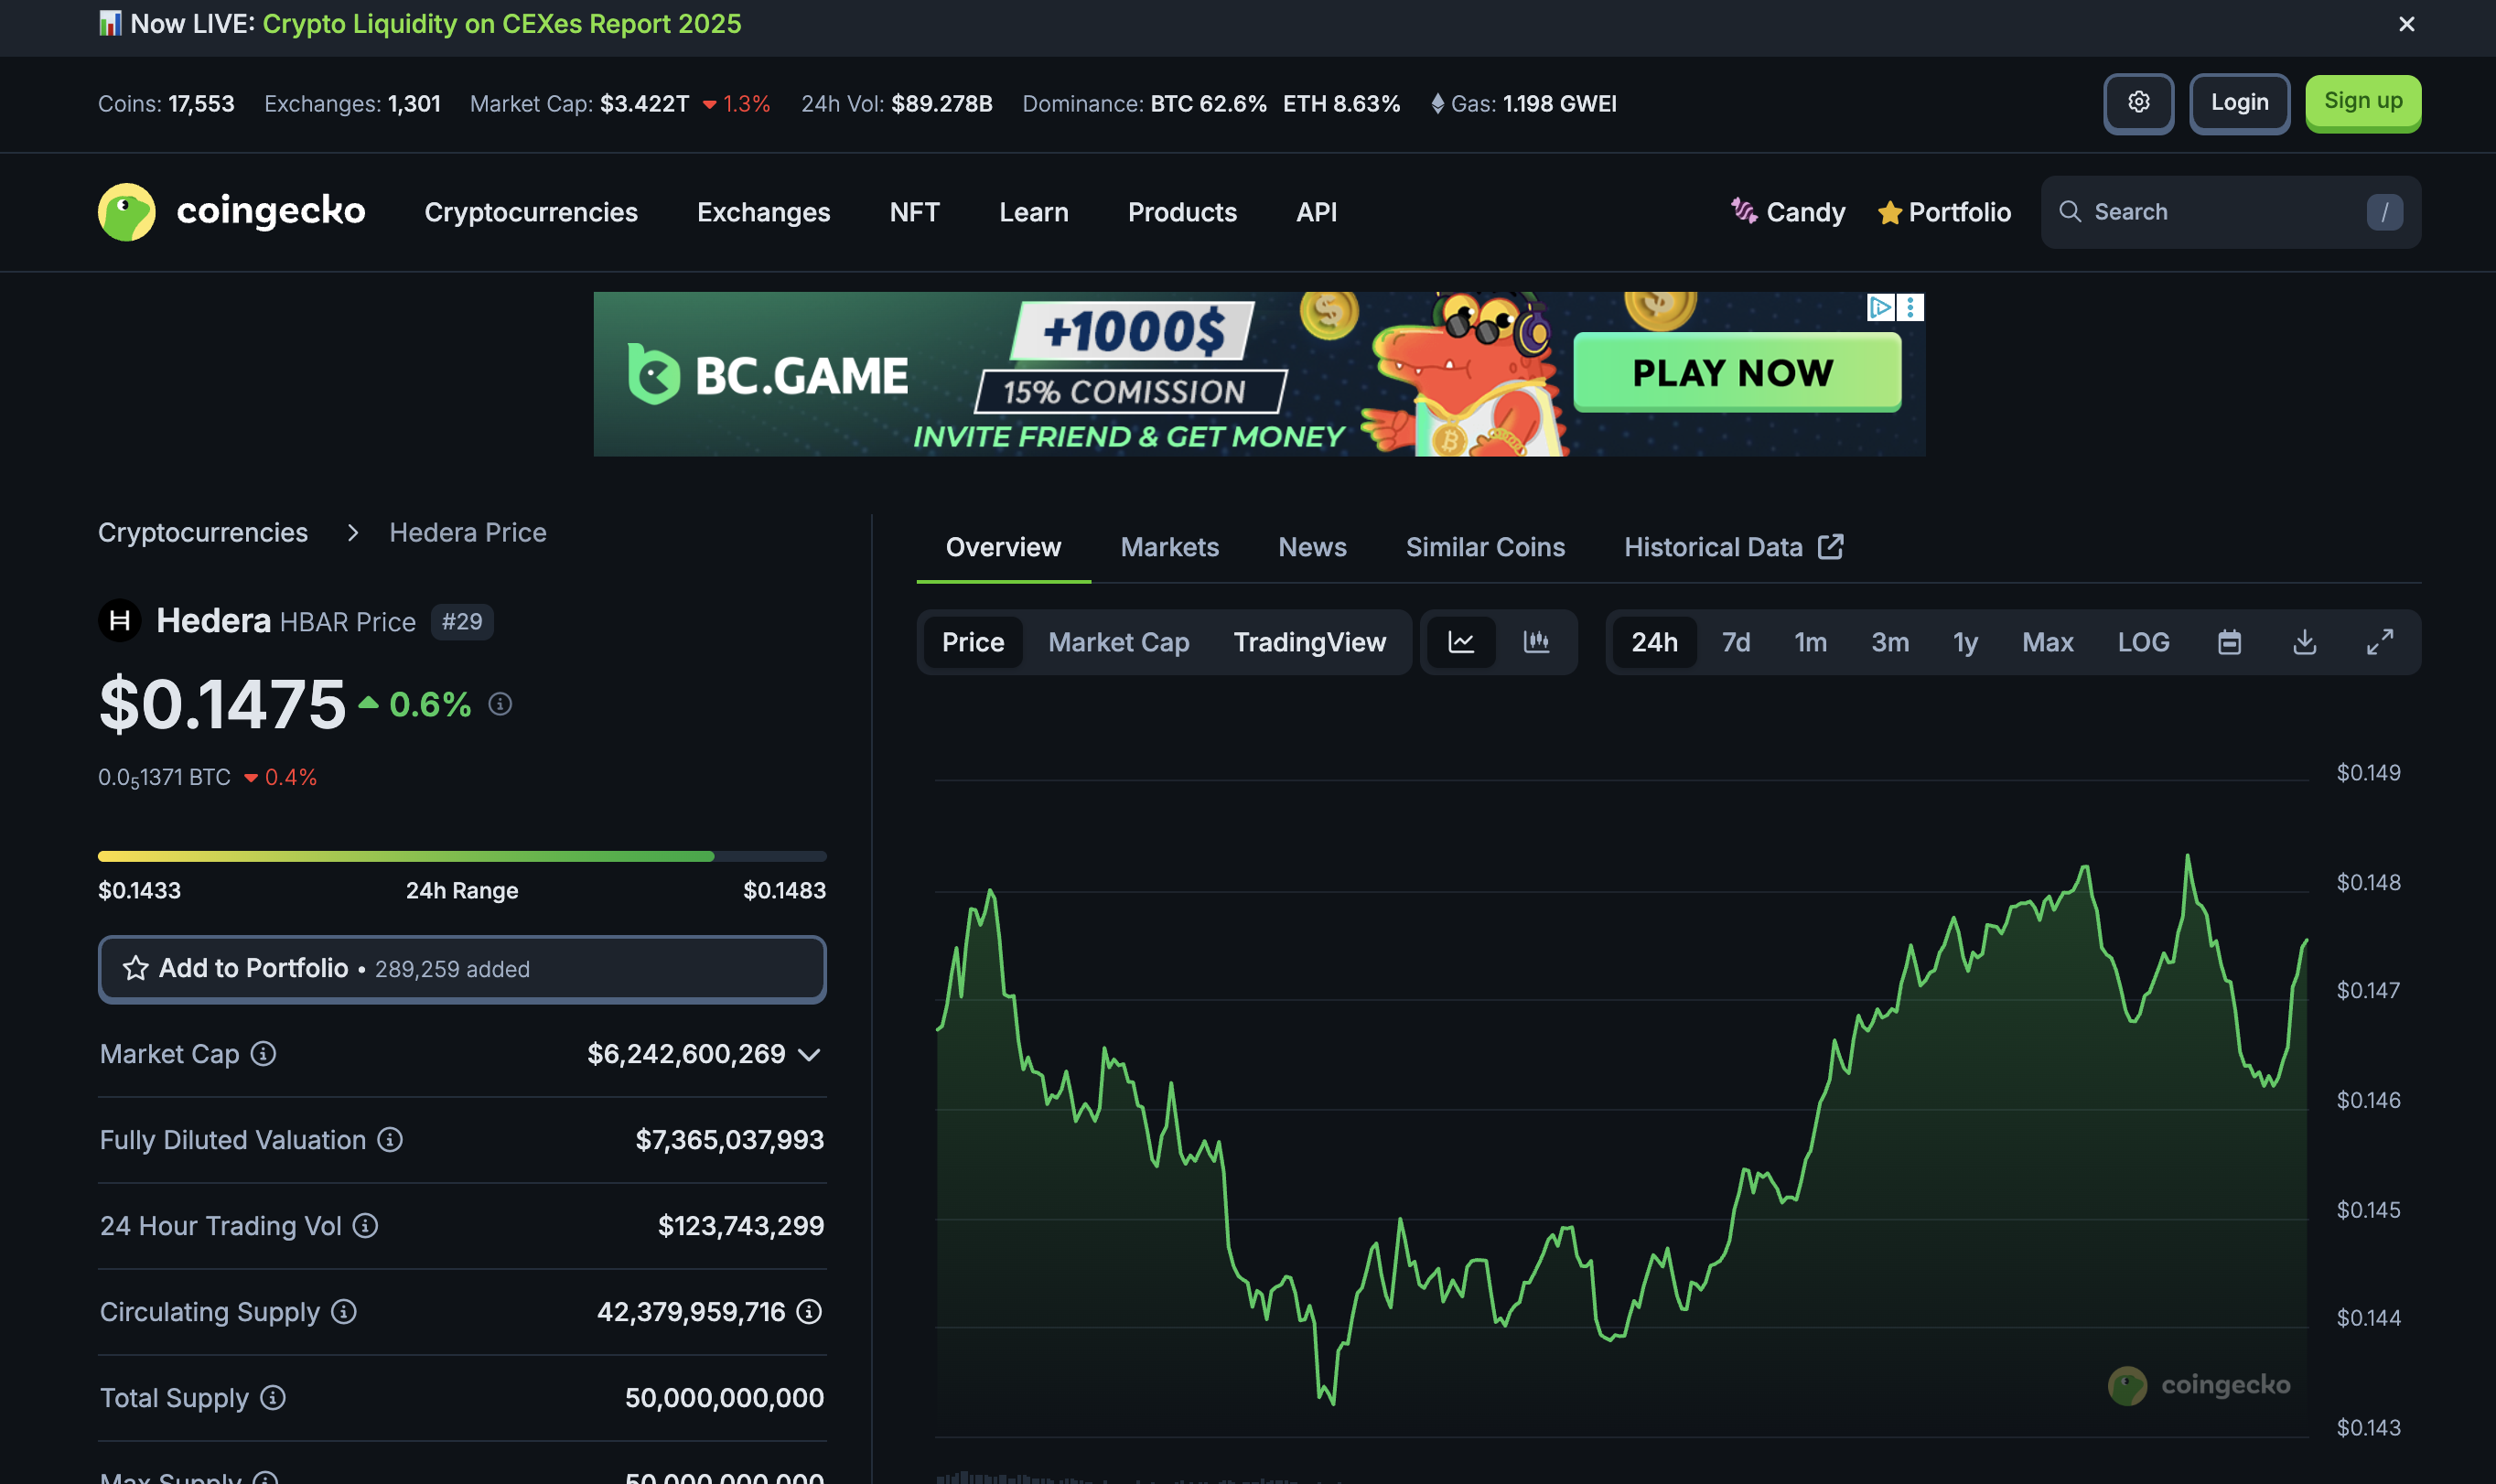 Now LIVE: Crypto Liquidity on CEXes Report 2025
Coins: 17,553 Exchanges: 1,301 Market Cap: $3.422T 1.3% 24h Vol: $89.278B Dominance: BTC 62.6% ETH 8.63% Gas: 1.198 GWEI
Login
Sign up
coingecko
Cryptocurrencies Exchanges NFT Learn Products API
Candy Portfolio
Search /
BC.GAME
+1000$
15% COMISSION
INVITE FRIEND & GET MONEY
PLAY NOW
Cryptocurrencies > Hedera Price
Hedera HBAR Price #29
$0.1475 0.6%
0.0₅1371 BTC 0.4%
$0.1433 24h Range $0.1483
Add to Portfolio • 289,259 added
Market Cap $6,242,600,269
Fully Diluted Valuation $7,365,037,993
24 Hour Trading Vol $123,743,299
Circulating Supply 42,379,959,716
Total Supply 50,000,000,000
Max Supply 50,000,000,000
Overview Markets News Similar Coins Historical Data
Price Market Cap TradingView
24h 7d 1m 3m 1y Max LOG
$0.149
$0.148
$0.147
$0.146
$0.145
$0.144
coingecko
$0.143